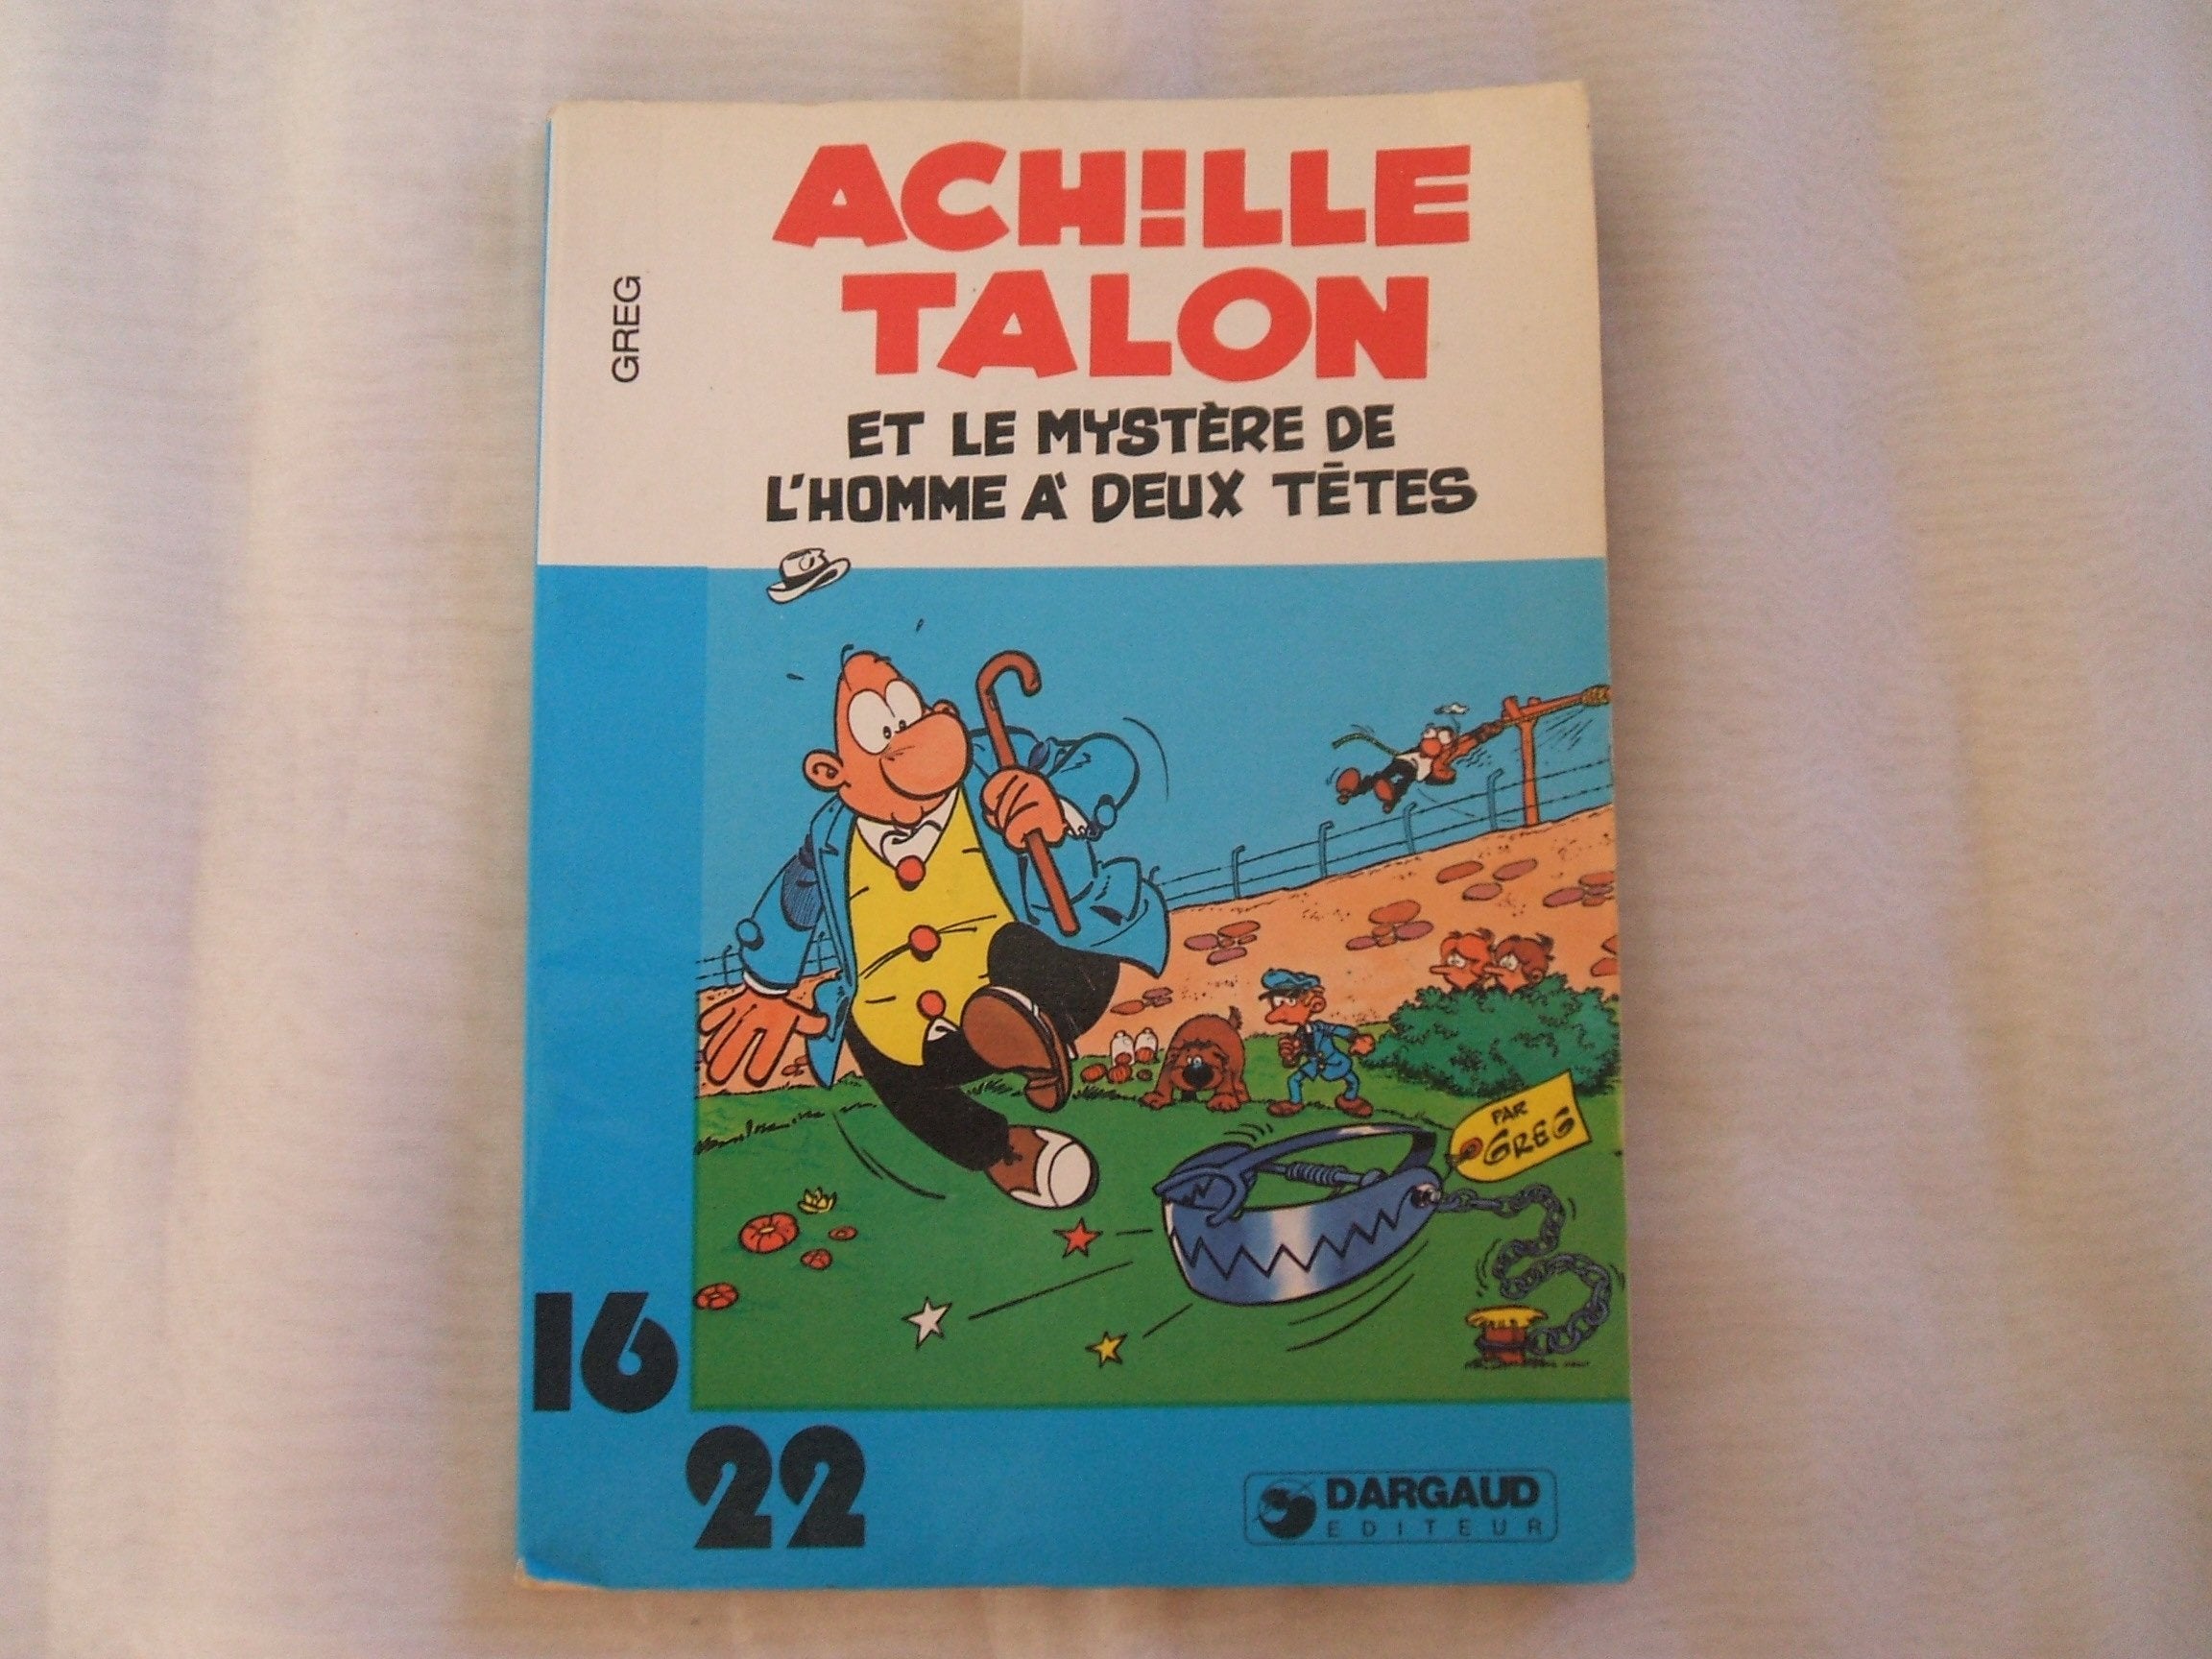 GREG
ACH!LLE
TALON
ET LE MYSTÈRE DE
L'HOMME À DEUX TÊTES
PAR
GREG
16
22
DARGAUD
EDITEUR